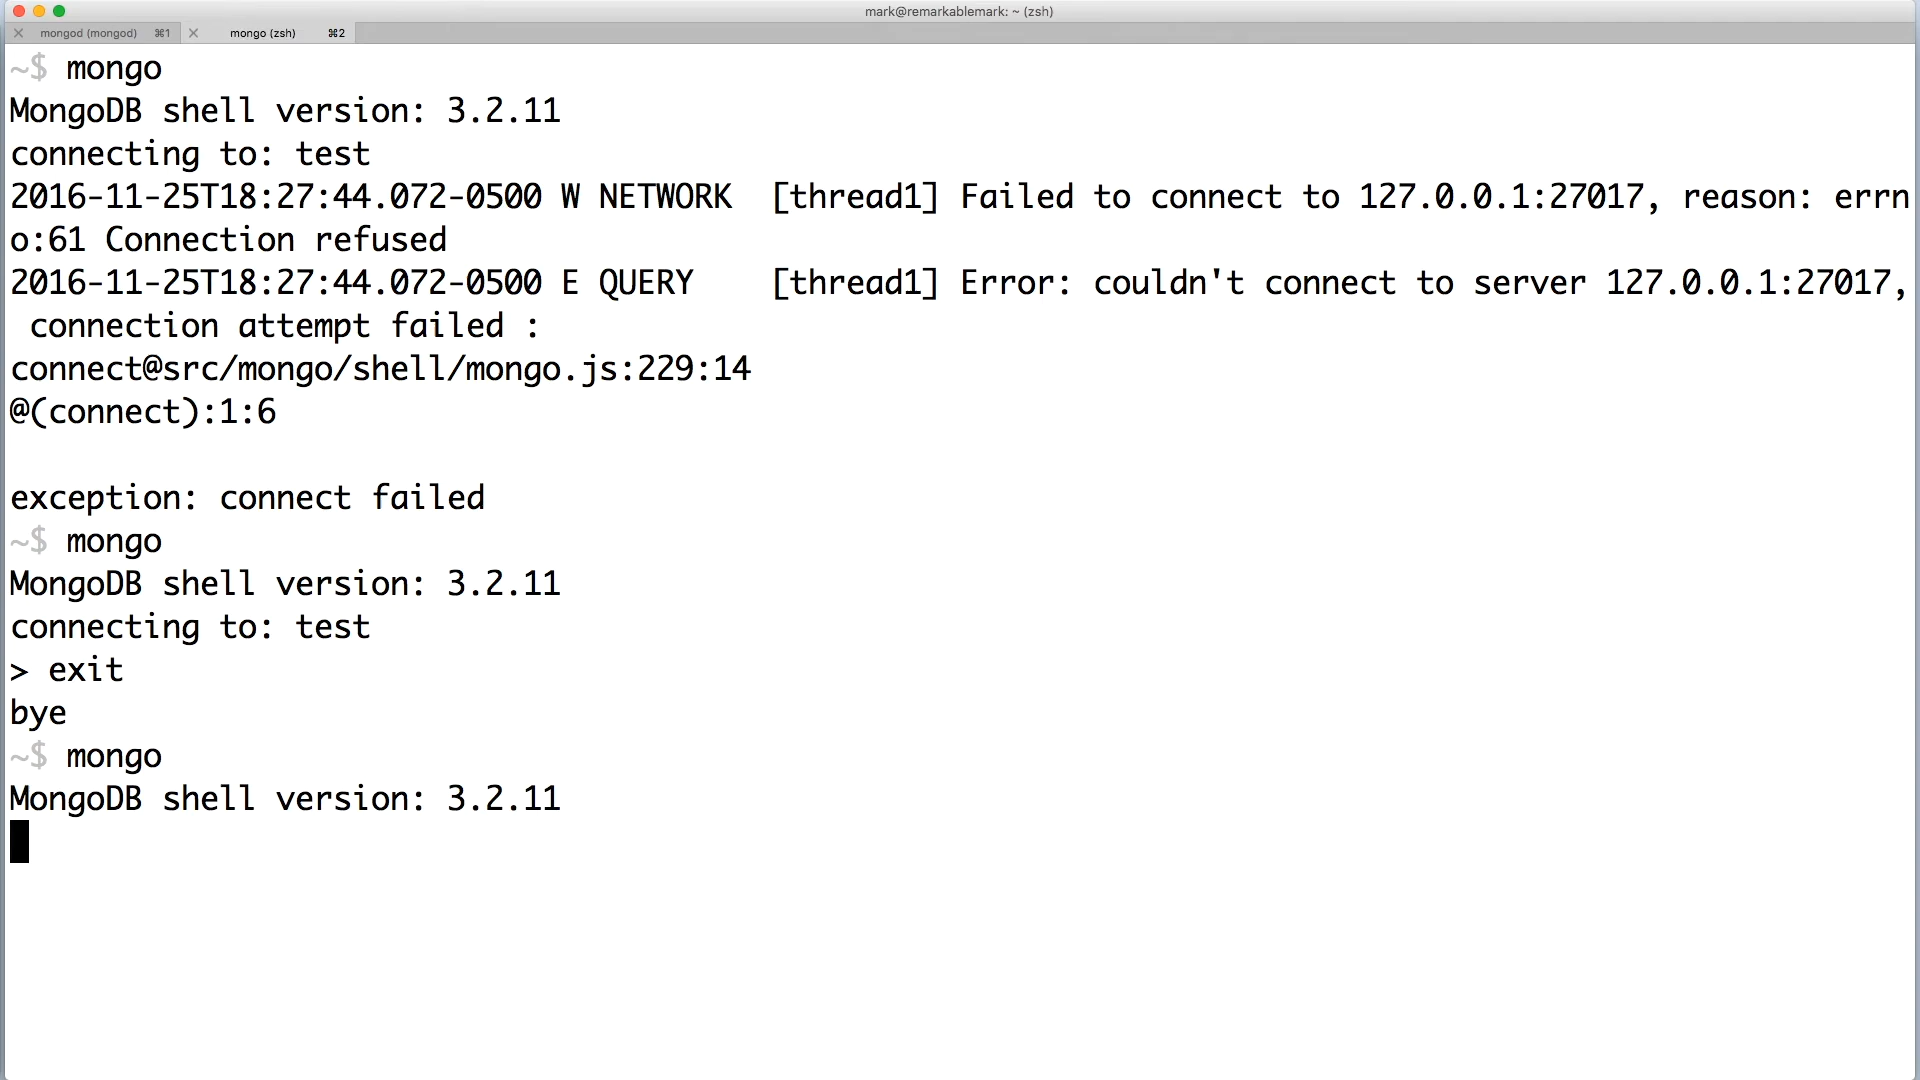 mark@remarkablemark: ~ (zsh)
mongod (mongod) ⌘1 mongo (zsh) ⌘2
~$ mongo
MongoDB shell version: 3.2.11
connecting to: test
2016-11-25T18:27:44.072-0500 W NETWORK  [thread1] Failed to connect to 127.0.0.1:27017, reason: errn
o:61 Connection refused
2016-11-25T18:27:44.072-0500 E QUERY    [thread1] Error: couldn't connect to server 127.0.0.1:27017,
 connection attempt failed :
connect@src/mongo/shell/mongo.js:229:14
@(connect):1:6
exception: connect failed
~$ mongo
MongoDB shell version: 3.2.11
connecting to: test
> exit
bye
~$ mongo
MongoDB shell version: 3.2.11